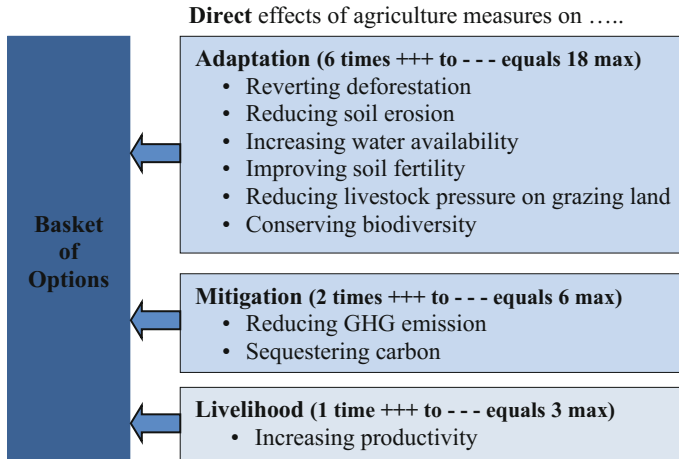 Direct effects of agriculture measures on …..
Adaptation (6 times +++ to - - - equals 18 max)
• Reverting deforestation
• Reducing soil erosion
• Increasing water availability
• Improving soil fertility
• Reducing livestock pressure on grazing land
• Conserving biodiversity
Basket
of
Options
Mitigation (2 times +++ to - - - equals 6 max)
• Reducing GHG emission
• Sequestering carbon
Livelihood (1 time +++ to - - - equals 3 max)
• Increasing productivity